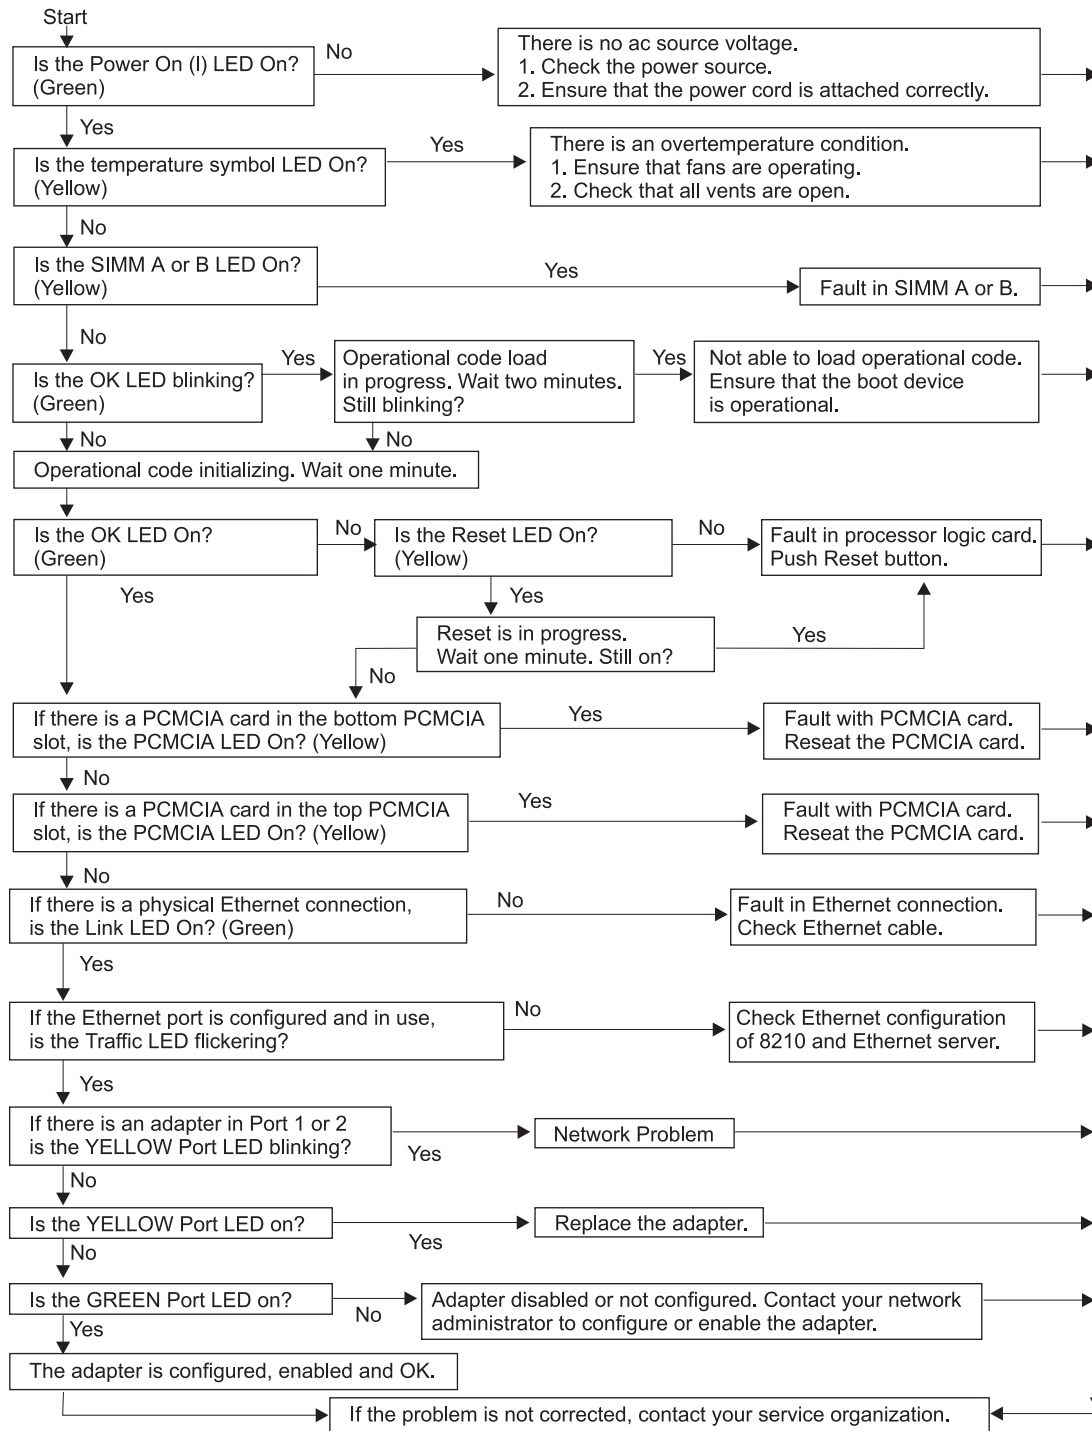 Start
Is the Power On (I) LED On?
(Green)
No
There is no ac source voltage.
1. Check the power source.
2. Ensure that the power cord is attached correctly.
Yes
Is the temperature symbol LED On?
(Yellow)
Yes
There is an overtemperature condition.
1. Ensure that fans are operating.
2. Check that all vents are open.
No
Is the SIMM A or B LED On?
(Yellow)
Yes
Fault in SIMM A or B.
No
Is the OK LED blinking?
(Green)
Yes
Operational code load
in progress. Wait two minutes.
Still blinking?
Yes
Not able to load operational code.
Ensure that the boot device
is operational.
No
No
Operational code initializing. Wait one minute.
Is the OK LED On?
(Green)
No
Is the Reset LED On?
(Yellow)
No
Fault in processor logic card.
Push Reset button.
Yes
Yes
Reset is in progress.
Wait one minute. Still on?
Yes
No
If there is a PCMCIA card in the bottom PCMCIA
slot, is the PCMCIA LED On? (Yellow)
Yes
Fault with PCMCIA card.
Reseat the PCMCIA card.
No
If there is a PCMCIA card in the top PCMCIA
slot, is the PCMCIA LED On? (Yellow)
Yes
Fault with PCMCIA card.
Reseat the PCMCIA card.
No
If there is a physical Ethernet connection,
is the Link LED On? (Green)
No
Fault in Ethernet connection.
Check Ethernet cable.
Yes
If the Ethernet port is configured and in use,
is the Traffic LED flickering?
No
Check Ethernet configuration
of 8210 and Ethernet server.
Yes
If there is an adapter in Port 1 or 2
is the YELLOW Port LED blinking?
Yes
Network Problem
No
Is the YELLOW Port LED on?
Yes
Replace the adapter.
No
Is the GREEN Port LED on?
No
Adapter disabled or not configured. Contact your network
administrator to configure or enable the adapter.
Yes
The adapter is configured, enabled and OK.
If the problem is not corrected, contact your service organization.